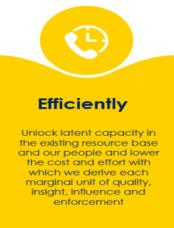 Efficiently
Unlock latent capacity in
the existing resource base
and our people and lower
the cost and effort with
which we derive each
marginal unit of quality,
insight, influence and
enforcement